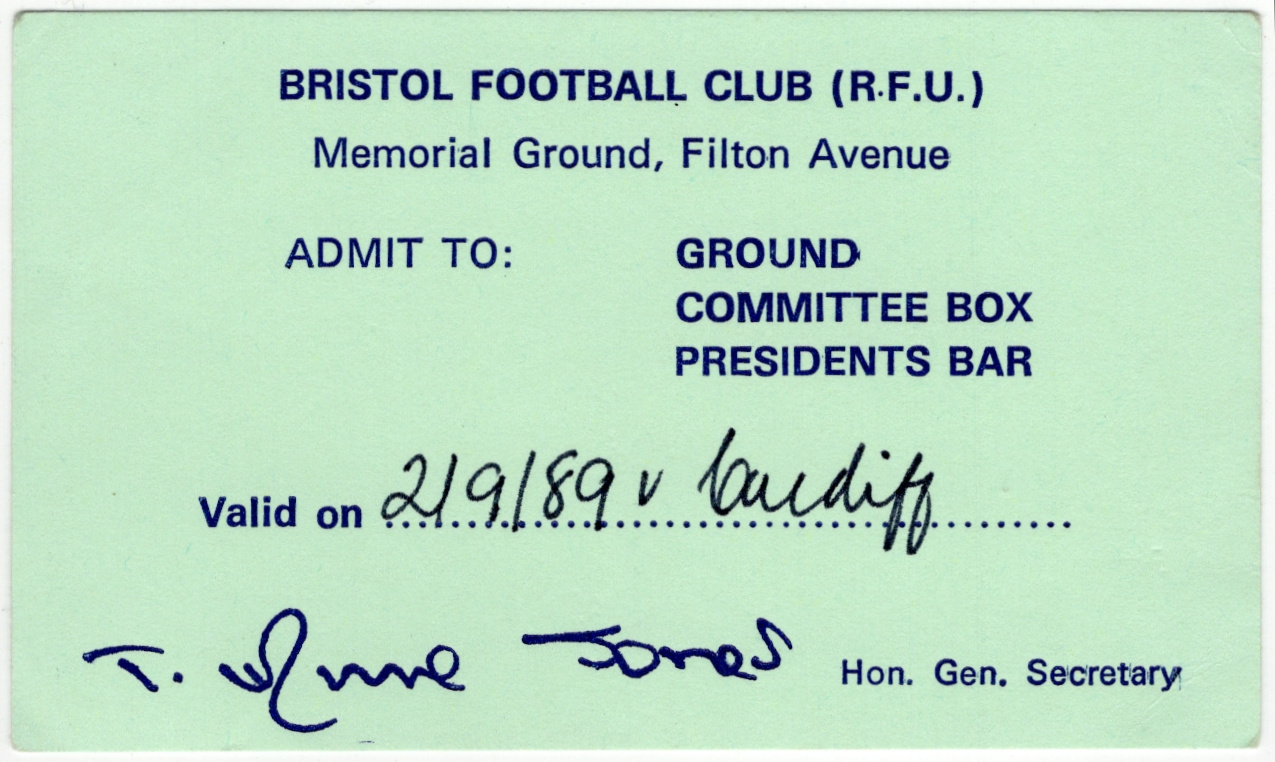 BRISTOL FOOTBALL CLUB (R.F.U.)
Memorial Ground, Filton Avenue
ADMIT TO: GROUND
COMMITTEE BOX
PRESIDENTS BAR
Valid on 2/9/89 v Cardiff
T. Jones Hon. Gen. Secretary